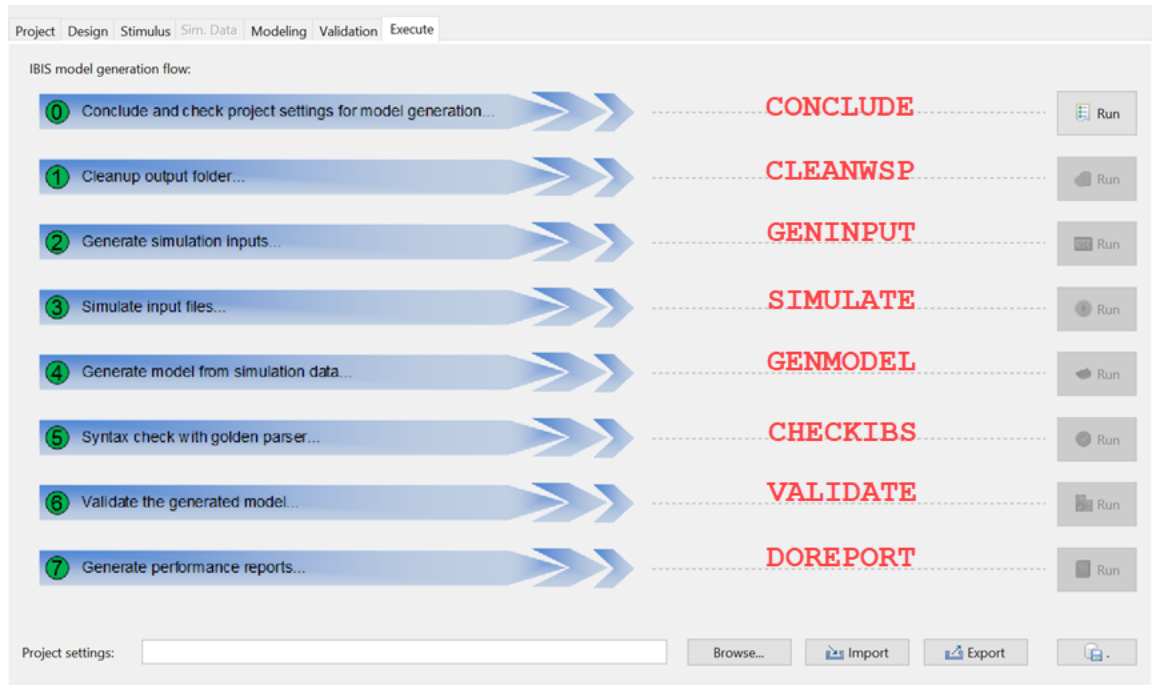 Project Design Stimulus Sim. Data Modeling Validation Execute
IBIS model generation flow:
0 Conclude and check project settings for model generation... CONCLUDE Run
1 Cleanup output folder... CLEANWSP Run
2 Generate simulation inputs... GENINPUT Run
3 Simulate input files... SIMULATE Run
4 Generate model from simulation data... GENMODEL Run
5 Syntax check with golden parser... CHECKIBS Run
6 Validate the generated model... VALIDATE Run
7 Generate performance reports... DOREPORT Run
Project settings: Browse... Import Export .